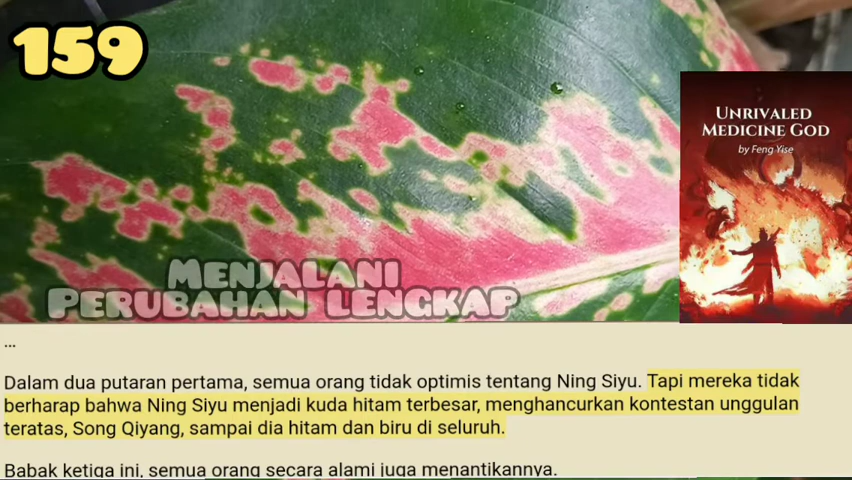 159
UNRIVALED
MEDICINE GOD
by Feng Yise
MENJALANI
PERUBAHAN LENGKAP
...
Dalam dua putaran pertama, semua orang tidak optimis tentang Ning Siyu. Tapi mereka tidak
berharap bahwa Ning Siyu menjadi kuda hitam terbesar, menghancurkan kontestan unggulan
teratas, Song Qiyang, sampai dia hitam dan biru di seluruh.
Babak ketiga ini, semua orang secara alami juga menantikannya.